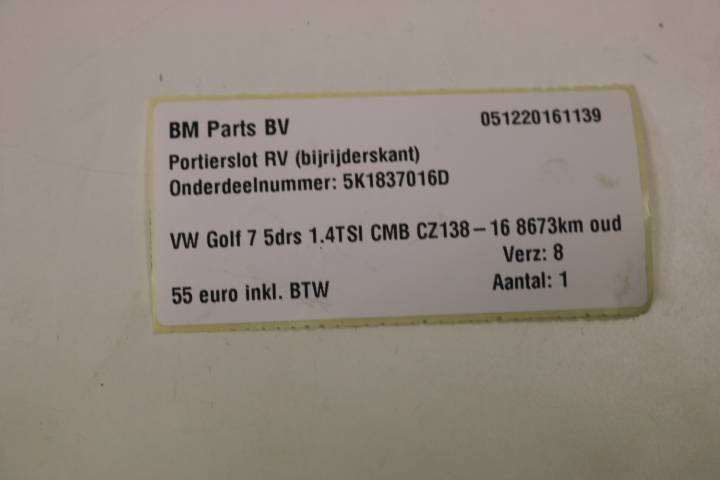 BM Parts BV 051220161139
Portierslot RV (bijrijderskant)
Onderdeelnummer: 5K1837016D
VW Golf 7 5drs 1.4TSI CMB CZ138-16 8673km oud
Verz: 8
55 euro inkl. BTW Aantal: 1